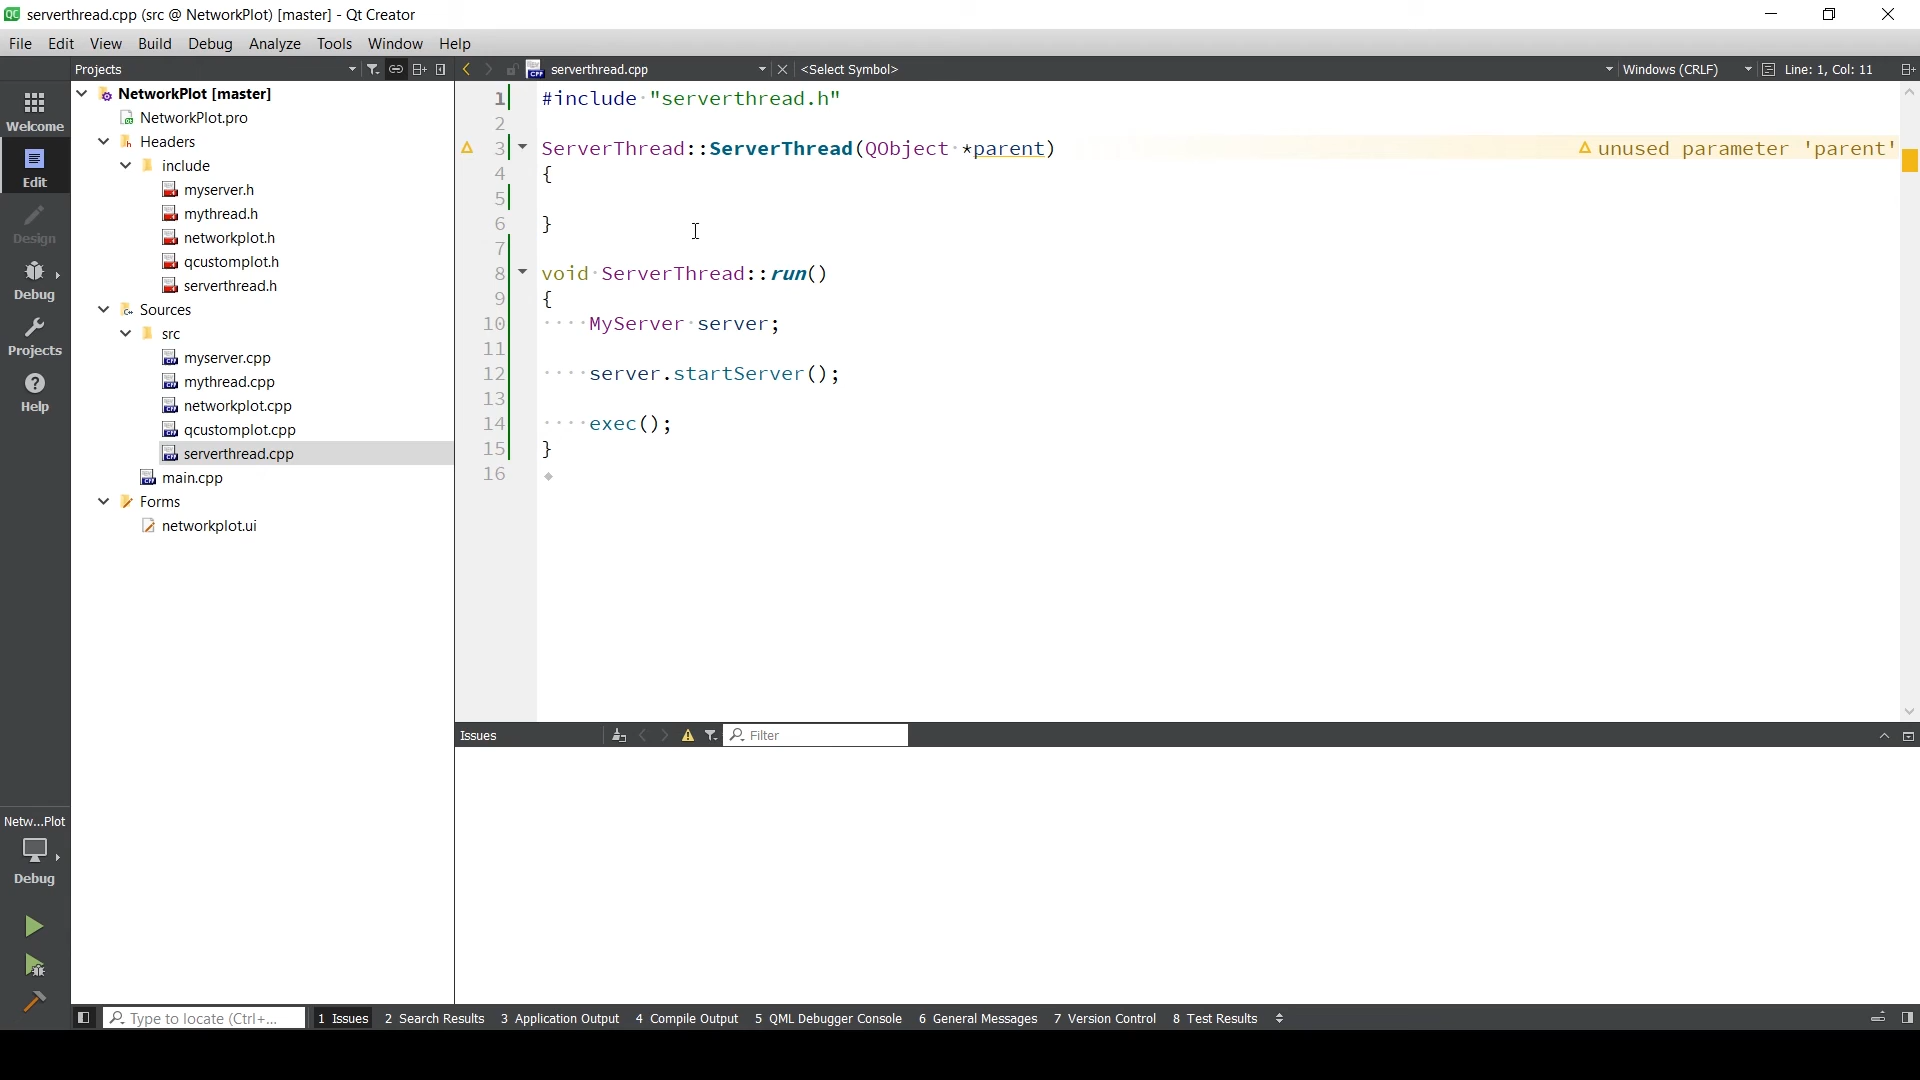 serverthread.cpp (src @ NetworkPlot) [master] - Qt Creator
File Edit View Build Debug Analyze Tools Window Help
Projects
serverthread.cpp
<Select Symbol>
Windows (CRLF)
Line: 1, Col: 11
Welcome
Edit
Design
Debug
Projects
Help
Netw...Plot
Debug
NetworkPlot [master]
NetworkPlot.pro
Headers
include
myserver.h
mythread.h
networkplot.h
qcustomplot.h
serverthread.h
Sources
src
myserver.cpp
mythread.cpp
networkplot.cpp
qcustomplot.cpp
serverthread.cpp
main.cpp
Forms
networkplot.ui
1 #include "serverthread.h"
2
3 ServerThread::ServerThread(QObject *parent) unused parameter 'parent'
4 {
5
6 }
7
8 void ServerThread::run()
9 {
10 MyServer server;
11
12 server.startServer();
13
14 exec();
15 }
16
Issues
Filter
Type to locate (Ctrl+...
1 Issues 2 Search Results 3 Application Output 4 Compile Output 5 QML Debugger Console 6 General Messages 7 Version Control 8 Test Results